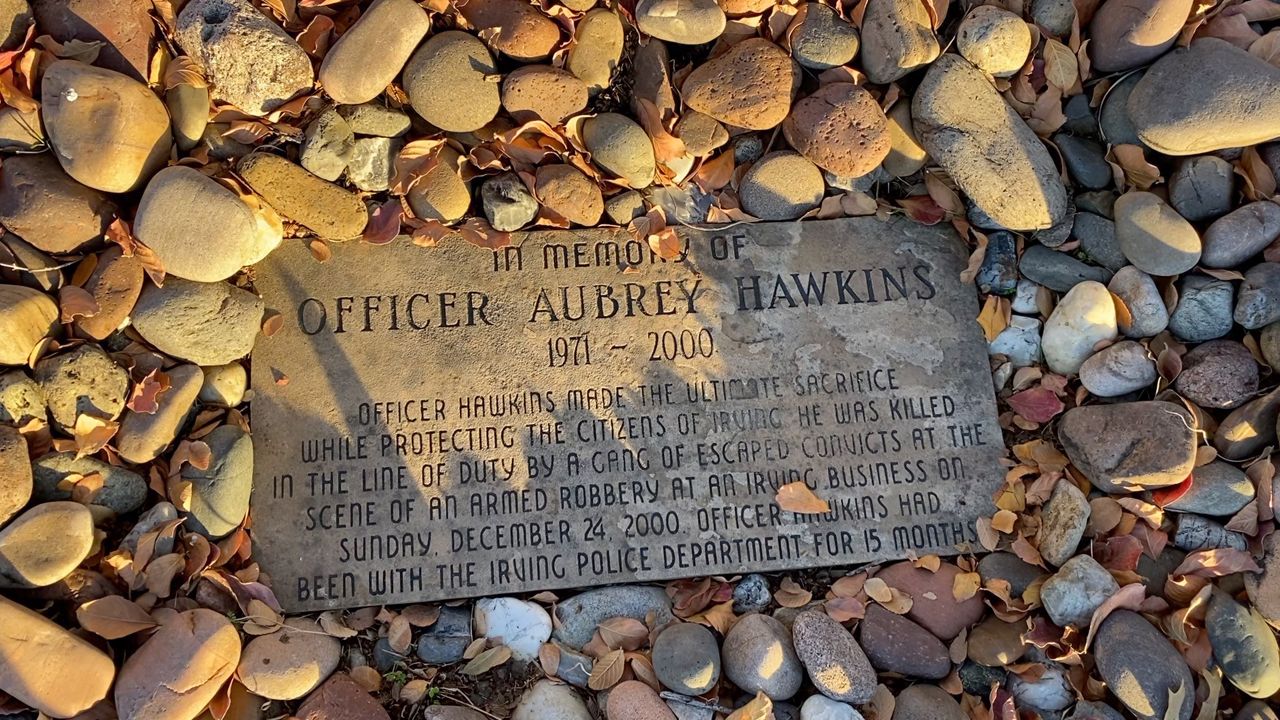 IN MEMORY OF
OFFICER AUBREY HAWKINS
1971 ~ 2000
OFFICER HAWKINS MADE THE ULTIMATE SACRIFICE
WHILE PROTECTING THE CITIZENS OF IRVING. HE WAS KILLED
IN THE LINE OF DUTY BY A GANG OF ESCAPED CONVICTS AT THE
SCENE OF AN ARMED ROBBERY AT AN IRVING BUSINESS ON
SUNDAY, DECEMBER 24, 2000. OFFICER HAWKINS HAD
BEEN WITH THE IRVING POLICE DEPARTMENT FOR 15 MONTHS